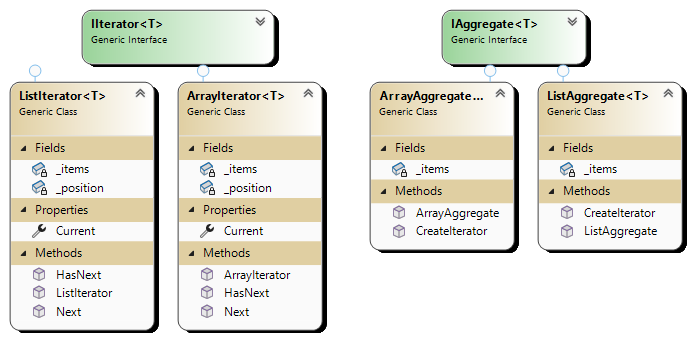 IIterator<T>
Generic Interface
IAggregate<T>
Generic Interface
ListIterator<T>
Generic Class
Fields
_items
_position
Properties
Current
Methods
HasNext
ListIterator
Next
ArrayIterator<T>
Generic Class
Fields
_items
_position
Properties
Current
Methods
ArrayIterator
HasNext
Next
ArrayAggregate...
Generic Class
Fields
_items
Methods
ArrayAggregate
CreateIterator
ListAggregate<T>
Generic Class
Fields
_items
Methods
CreateIterator
ListAggregate